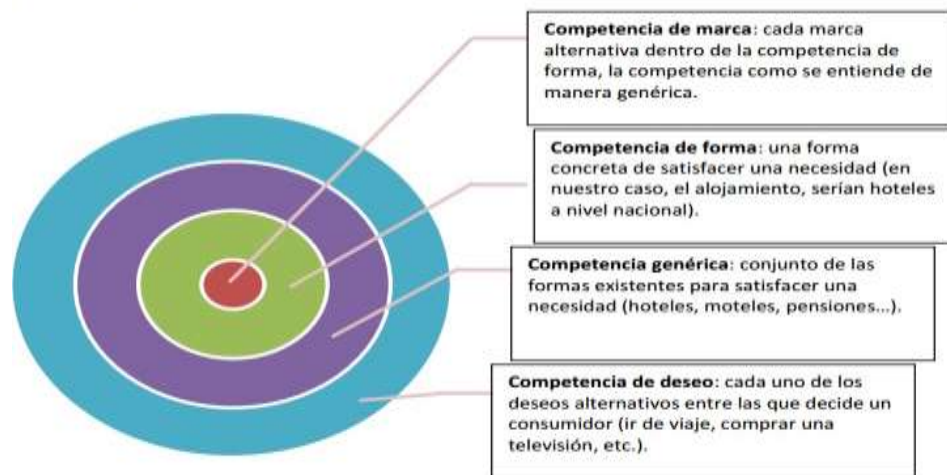 Competencia de marca: cada marca
alternativa dentro de la competencia de
forma, la competencia como se entiende de
manera genérica.
Competencia de forma: una forma
concreta de satisfacer una necesidad (en
nuestro caso, el alojamiento, serían hoteles
a nivel nacional).
Competencia genérica: conjunto de las
formas existentes para satisfacer una
necesidad (hoteles, moteles, pensiones...).
Competencia de deseo: cada uno de los
deseos alternativos entre las que decide un
consumidor (ir de viaje, comprar una
televisión, etc.).